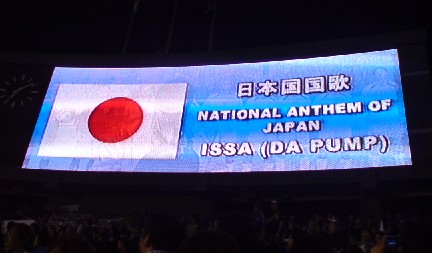 日本国国歌
NATIONAL ANTHEM OF
JAPAN
ISSA (DA PUMP)